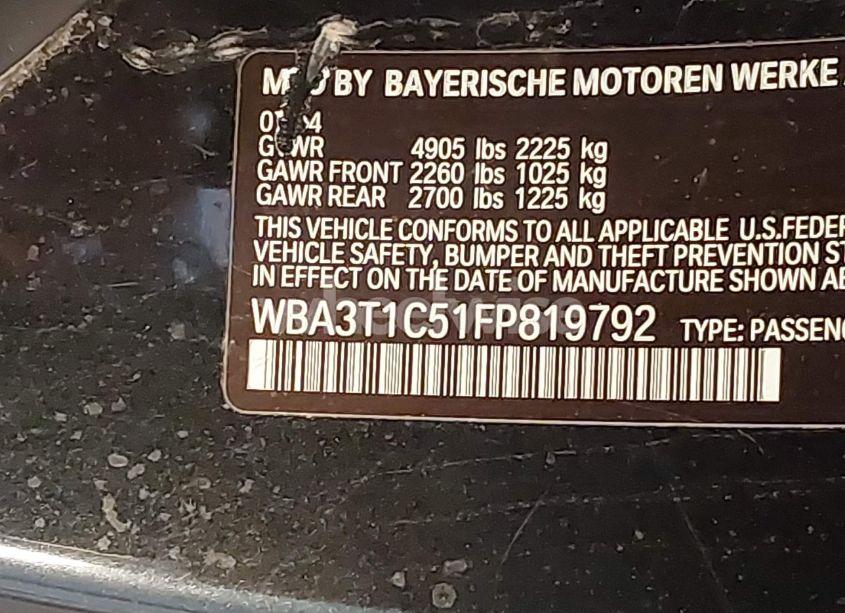 BY BAYERISCHE MOTOREN WERKE
4905 lbs 2225 kg
GAWR FRONT 2260 lbs 1025 kg
GAWR REAR 2700 lbs 1225 kg
THIS VEHICLE CONFORMS TO ALL APPLICABLE U.S.FEDER
VEHICLE SAFETY, BUMPER AND THEFT PREVENTION ST
IN EFFECT ON THE DATE OF MANUFACTURE SHOWN AB
WBA3T1C51FP819792 TYPE: PASSEN